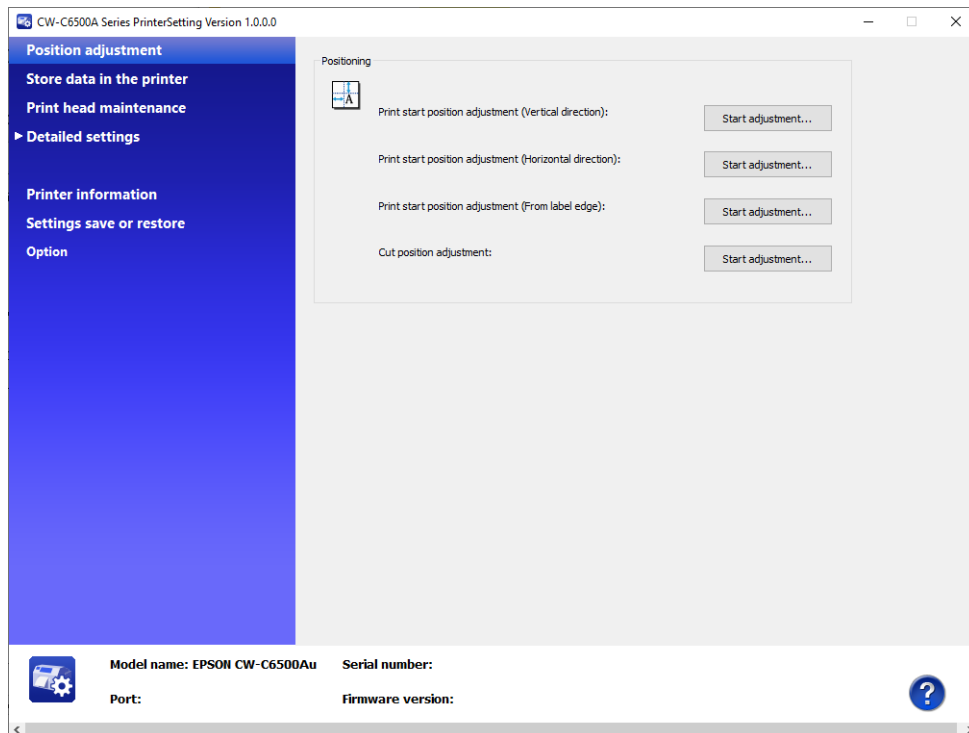 CW-C6500A Series PrinterSetting Version 1.0.0.0
Position adjustment
Store data in the printer
Print head maintenance
Detailed settings
Printer information
Settings save or restore
Option
Positioning
A
Print start position adjustment (Vertical direction):
Start adjustment...
Print start position adjustment (Horizontal direction):
Start adjustment...
Print start position adjustment (From label edge):
Start adjustment...
Cut position adjustment:
Start adjustment...
Model name: EPSON CW-C6500Au
Serial number:
Port:
Firmware version:
?